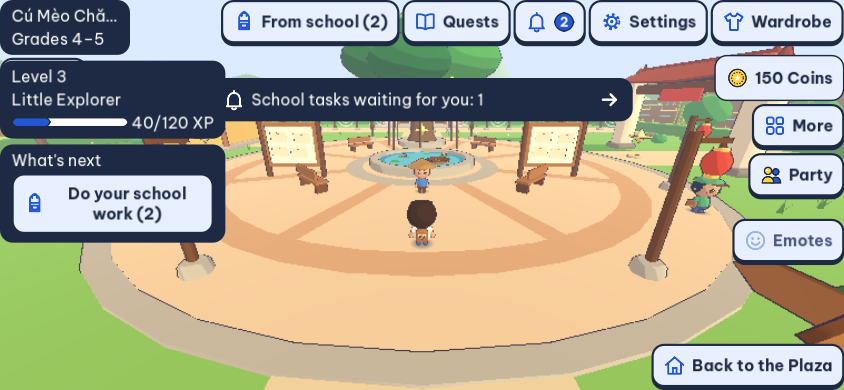 Cú Mèo Chă...
Grades 4–5
From school (2)
Quests
2
Settings
Wardrobe
Level 3
Little Explorer
40/120 XP
School tasks waiting for you: 1
150 Coins
More
What's next
Do your school
work (2)
Party
Emotes
Back to the Plaza